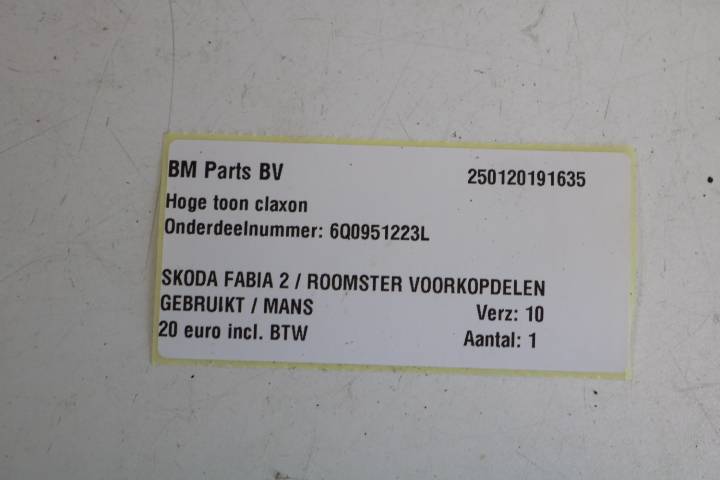 BM Parts BV 250120191635
Hoge toon claxon
Onderdeelnummer: 6Q0951223L
SKODA FABIA 2 / ROOMSTER VOORKOPDELEN
GEBRUIKT / MANS Verz: 10
20 euro incl. BTW Aantal: 1